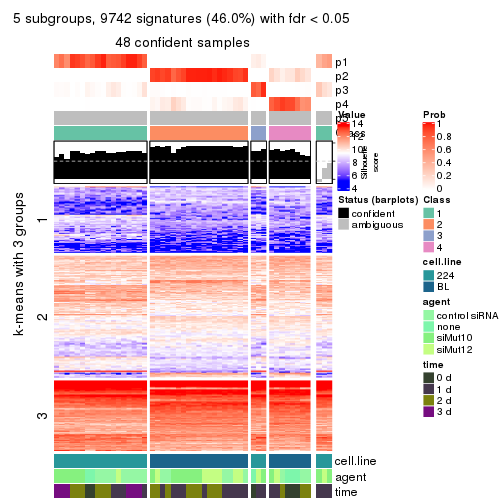 5 subgroups, 9742 signatures (46.0%) with fdr < 0.05
48 confident samples
p1
p2
p3
p4
Value
14
12
10
8
6
4
Silhouette
score
Prob
1
0.8
0.6
0.4
0.2
0
Status (barplots)
confident
ambiguous
Class
1
2
3
4
cell.line
224
BL
agent
control siRNA
none
siMut10
siMut12
time
0 d
1 d
2 d
3 d
k-means with 3 groups
1
2
3
cell.line
agent
time